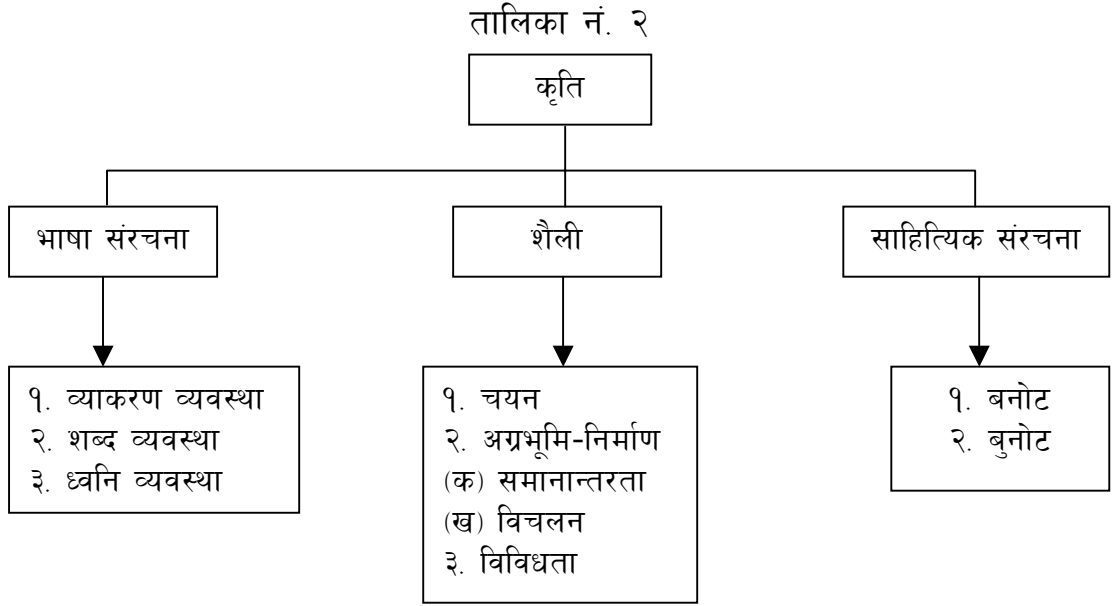 तालिका नं. २
कृति
भाषा संरचना
शैली
साहित्यिक संरचना
१. व्याकरण व्यवस्था
२. शब्द व्यवस्था
३. ध्वनि व्यवस्था
१. चयन
२. अग्रभूमि-निर्माण
(क) समानान्तरता
(ख) विचलन
३. विविधता
१. बनोट
२. बुनोट